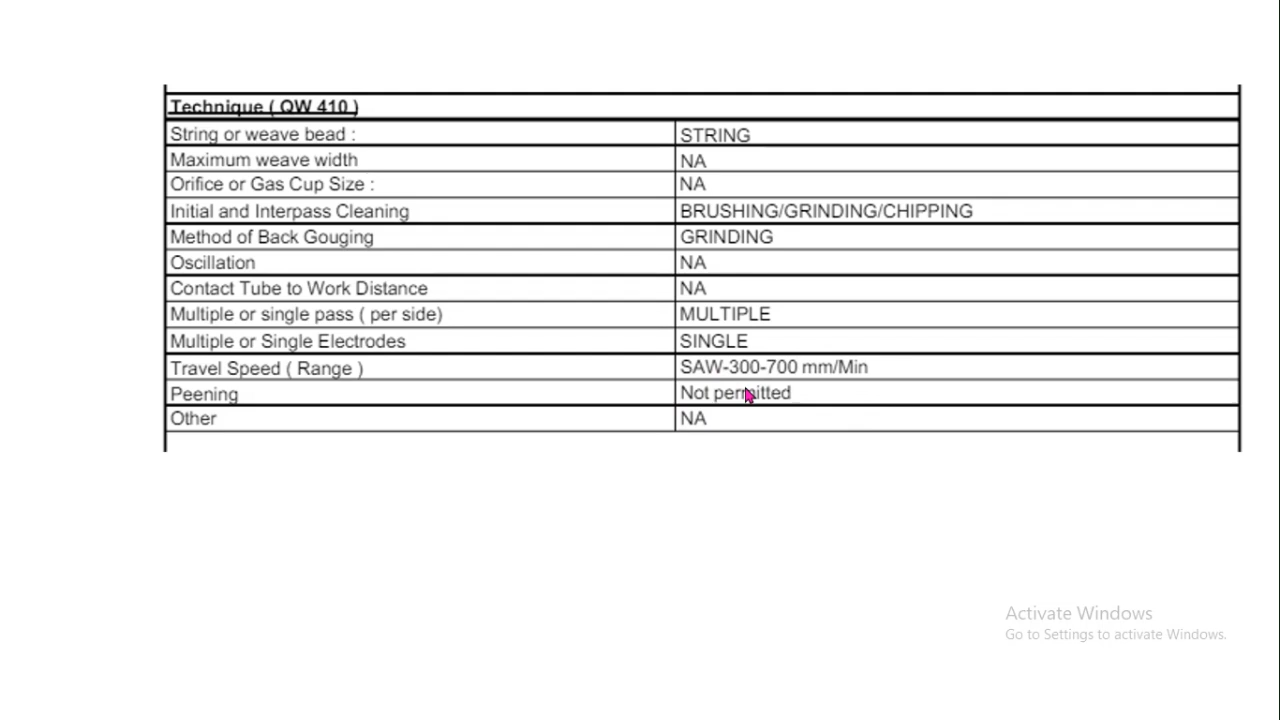 Technique ( QW 410 )
String or weave bead : STRING
Maximum weave width NA
Orifice or Gas Cup Size : NA
Initial and Interpass Cleaning BRUSHING/GRINDING/CHIPPING
Method of Back Gouging GRINDING
Oscillation NA
Contact Tube to Work Distance NA
Multiple or single pass ( per side) MULTIPLE
Multiple or Single Electrodes SINGLE
Travel Speed ( Range ) SAW-300-700 mm/Min
Peening Not permitted
Other NA
Activate Windows
Go to Settings to activate Windows.